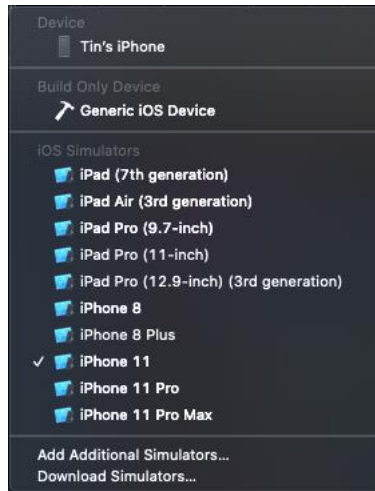 Device
Tin's iPhone
Build Only Device
Generic iOS Device
iOS Simulators
iPad (7th generation)
iPad Air (3rd generation)
iPad Pro (9.7-inch)
iPad Pro (11-inch)
iPad Pro (12.9-inch) (3rd generation)
iPhone 8
iPhone 8 Plus
iPhone 11
iPhone 11 Pro
iPhone 11 Pro Max
Add Additional Simulators...
Download Simulators...